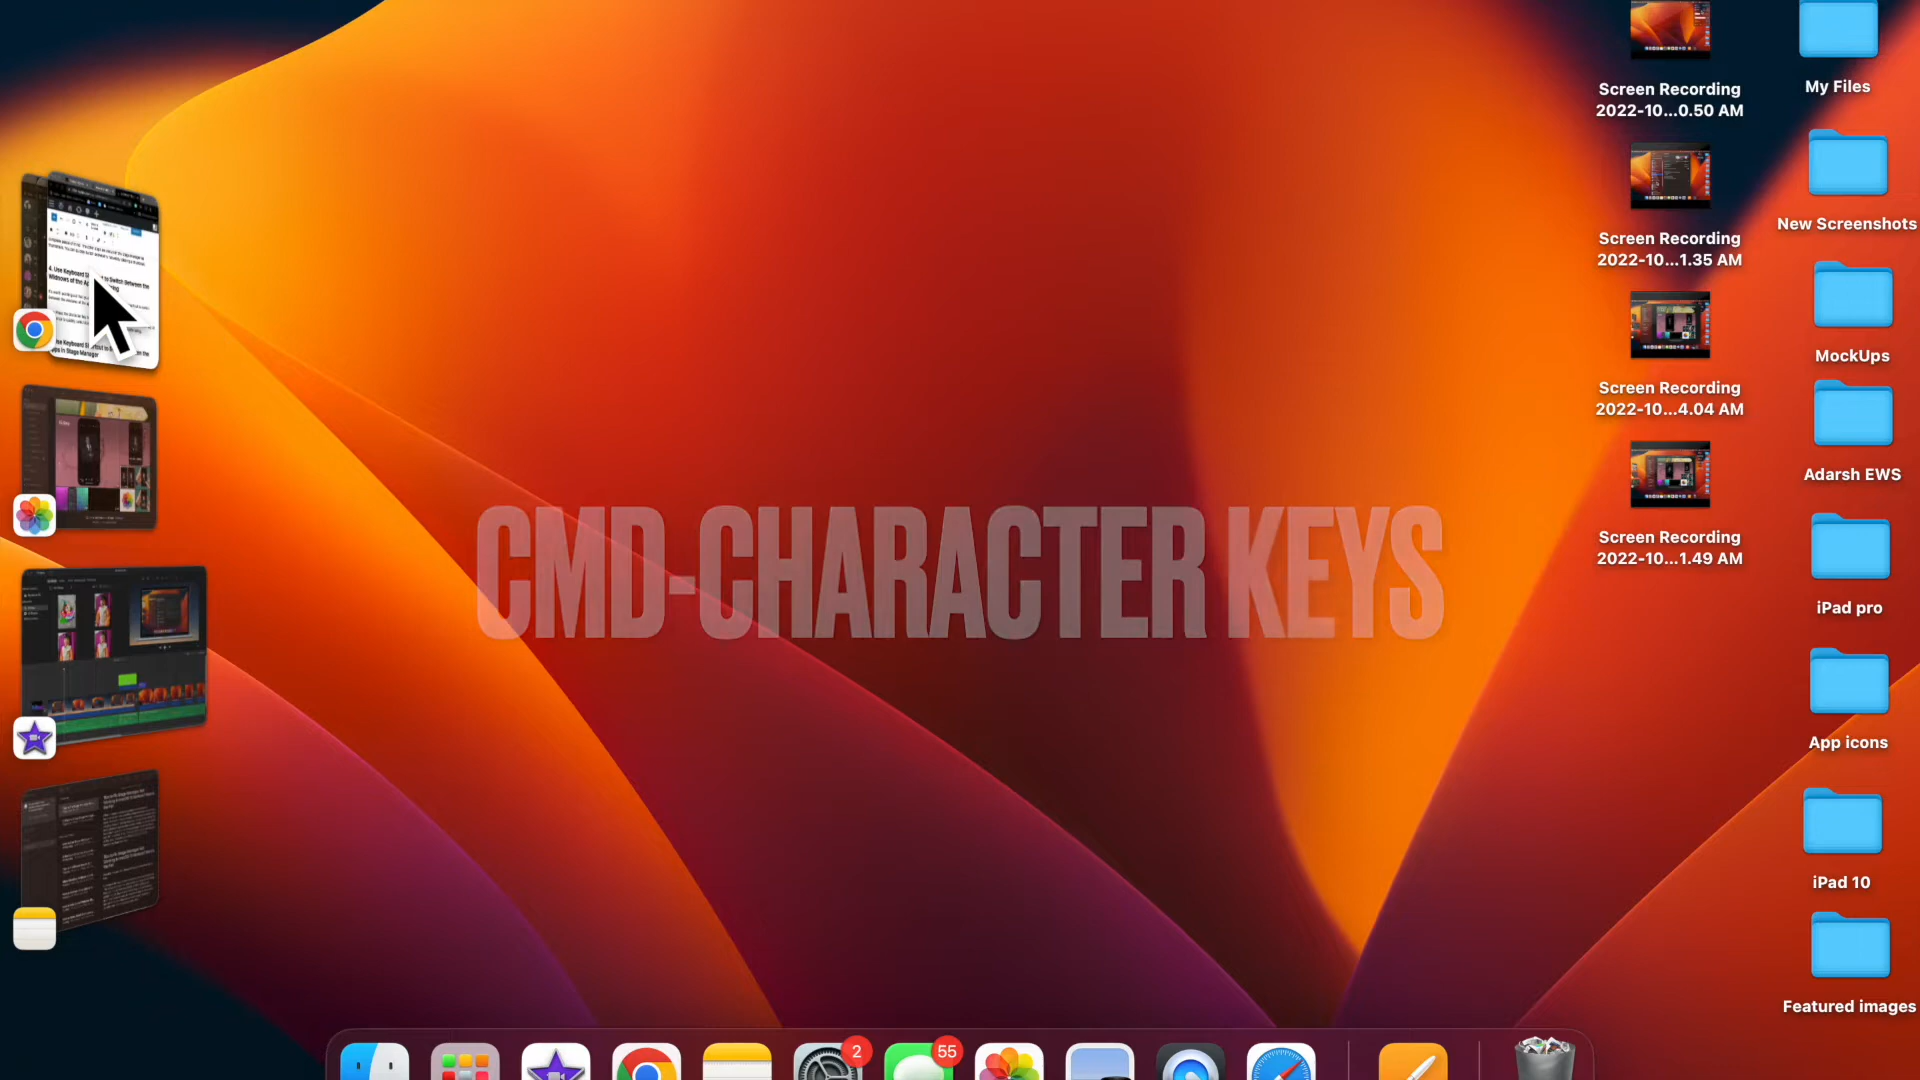 Screen Recording
2022-10...0.50 AM
My Files
Screen Recording
2022-10...1.35 AM
New Screenshots
Screen Recording
2022-10...4.04 AM
MockUps
Adarsh EWS
Screen Recording
2022-10...1.49 AM
iPad pro
App icons
iPad 10
Featured images
CMD-CHARACTER KEYS
2
55